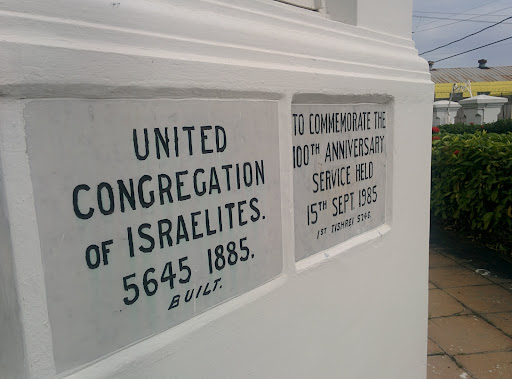 UNITED
CONGREGATION
OF ISRAELITES.
5645 1885.
BUILT.
TO COMMEMORATE THE
100TH ANNIVERSARY
SERVICE HELD
15TH SEPT. 1985
1ST TISHREI 5746.